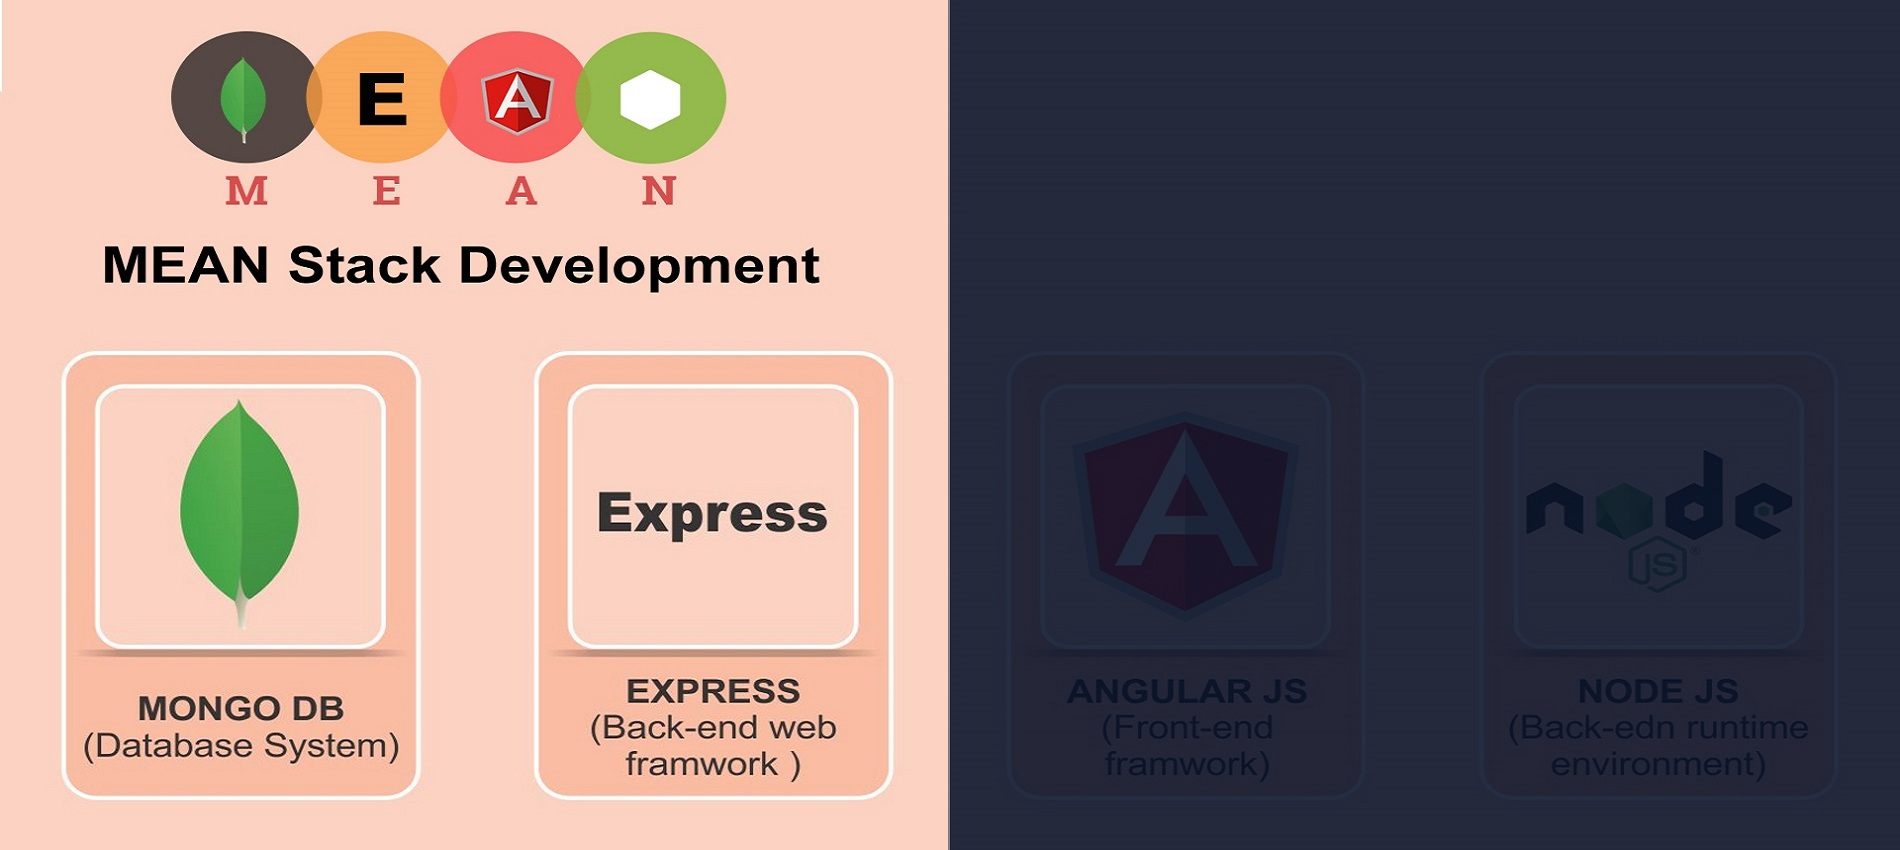 E
M E A N
MEAN Stack Development
Express
MONGO DB
(Database System)
EXPRESS
(Back-end web
framwork )
ANGULAR JS
(Front-end
framwork)
node
JS
NODE JS
(Back-edn runtime
environment)